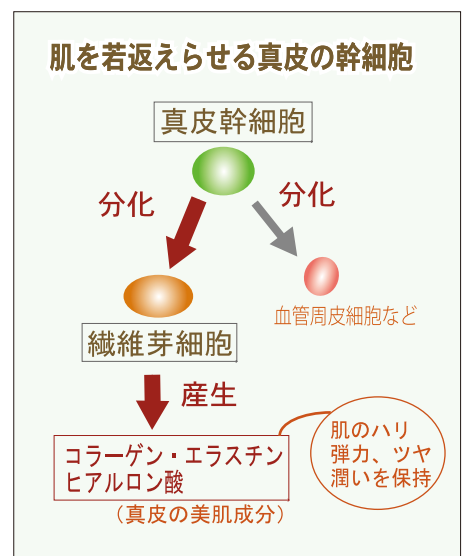 肌を若返えらせる真皮の幹細胞
真皮幹細胞
分化
分化
血管周皮細胞など
繊維芽細胞
産生
コラーゲン・エラスチン
ヒアルロン酸
(真皮の美肌成分)
肌のハリ
弾力、ツヤ
潤いを保持